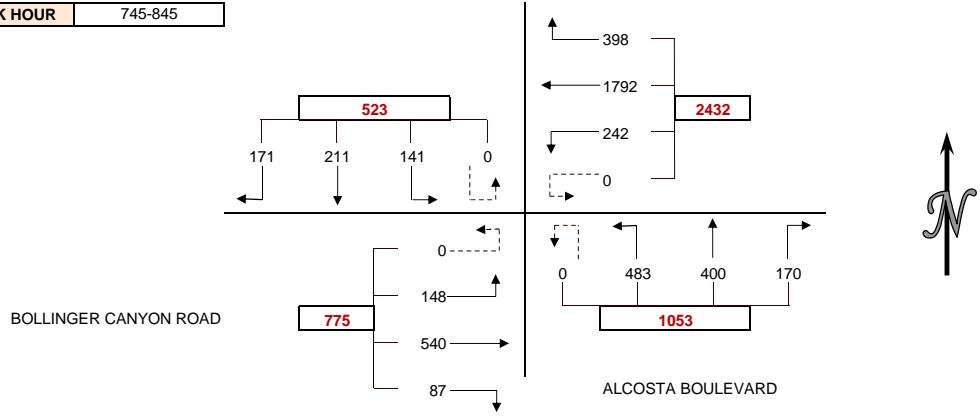 K HOUR 745-845
398
1792
2432
242
0
523
171 211 141 0
0
148
775
540
87
0 483 400 170
1053
BOLLINGER CANYON ROAD
ALCOSTA BOULEVARD
N